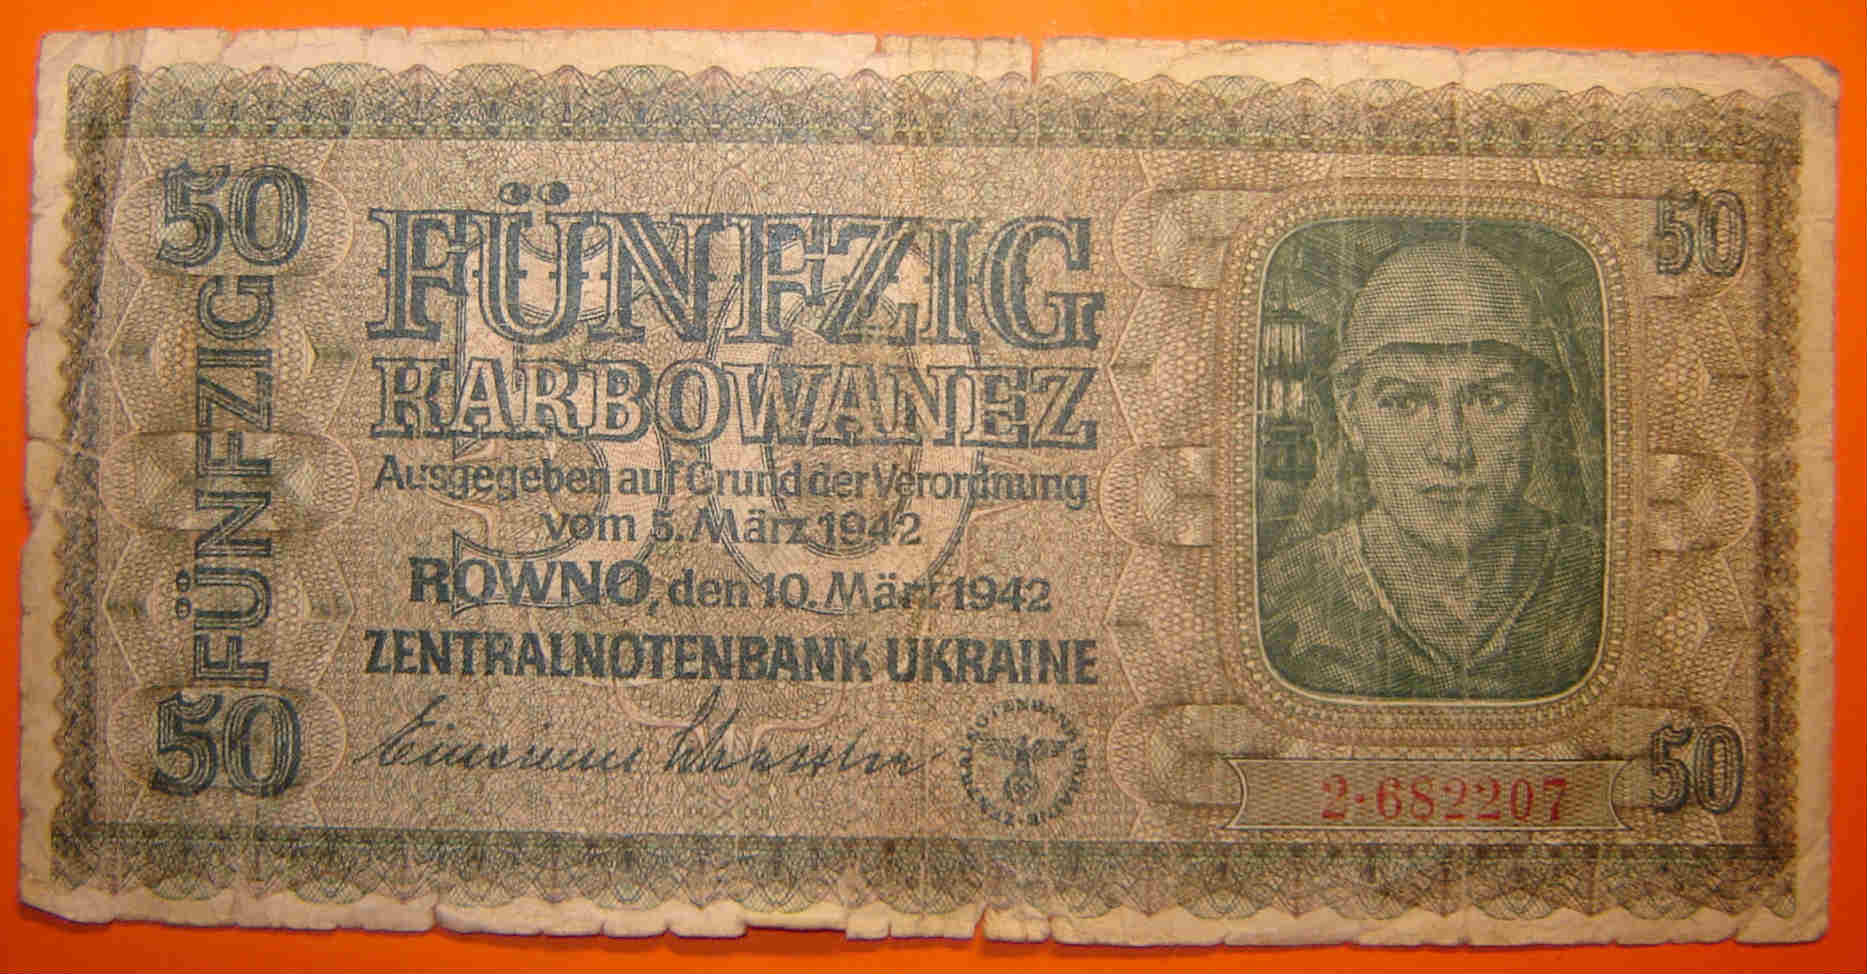 50
50
FÜNFZIG
FÜNFZIG
KARBOWANEZ
Ausgegeben auf Grund der Verordnung
vom 5. März 1942
ROWNO, den 10. März 1942
ZENTRALNOTENBANK UKRAINE
50
2·682207
50